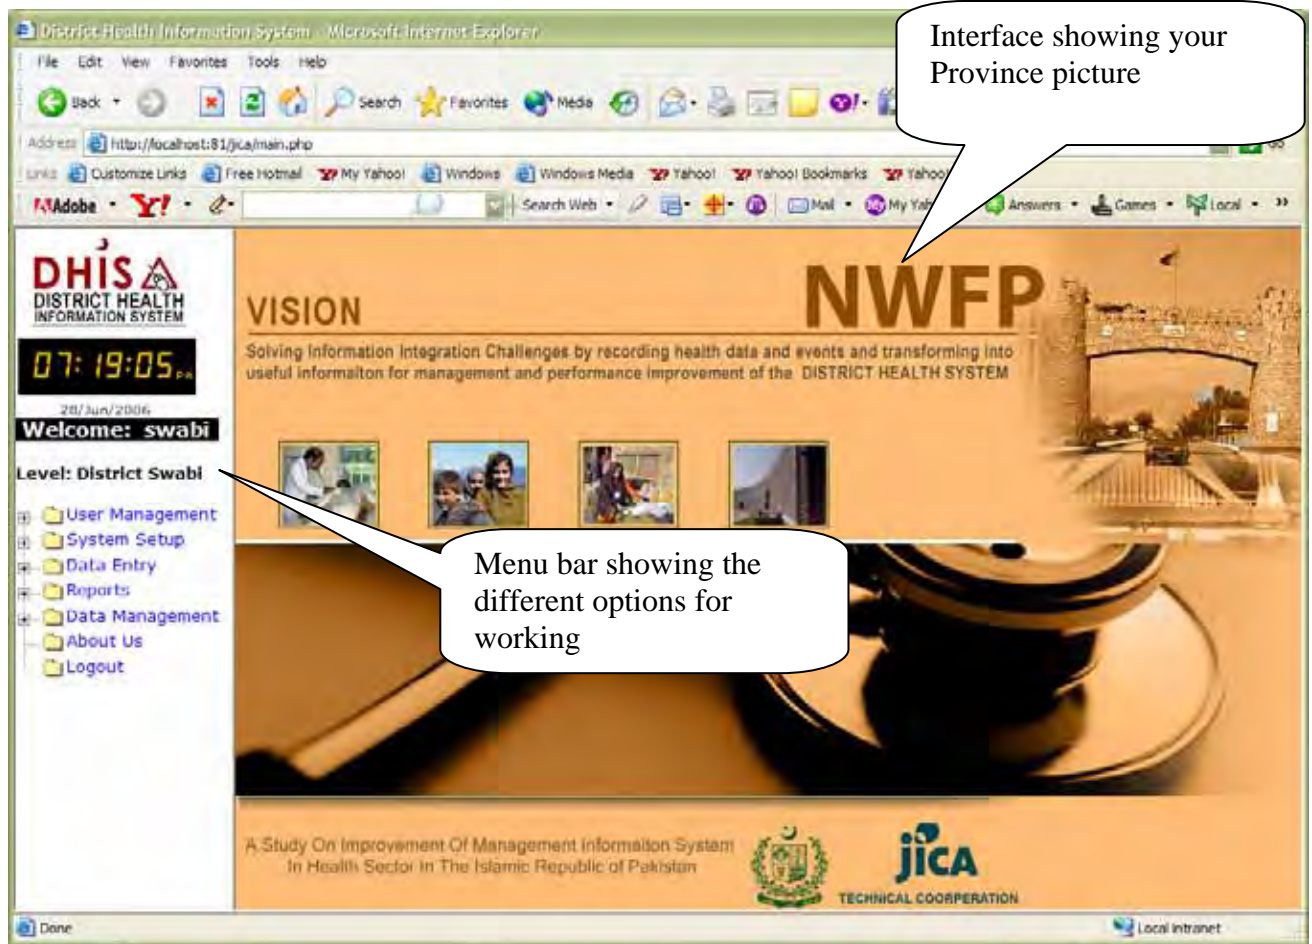 District Health Information System - Microsoft Internet Explorer
Interface showing your
Province picture
File Edit View Favorites Tools Help
Back Search Favorites Media
Address http://localhost:81/jica/main.php
Links Customize Links Free Hotmail My Yahoo! Windows Windows Media Yahoo! Yahoo! Bookmarks Yahoo!
Adobe Y! Search Web Mail My Answers Games Local
DHIS
DISTRICT HEALTH
INFORMATION SYSTEM
07:19:05
28/Jun/2006
Welcome: swabi
Level: District Swabi
User Management
System Setup
Data Entry
Reports
Data Management
About Us
Logout
NWFP
VISION
Solving Information Integration Challenges by recording health data and events and transforming into
useful informaiton for management and performance improvement of the DISTRICT HEALTH SYSTEM
Menu bar showing the
different options for
working
A Study On Improvement Of Management Informaiton System
In Health Sector In The Islamic Republic of Pakistan
jica
TECHNICAL COORPERATION
Done
Local intranet